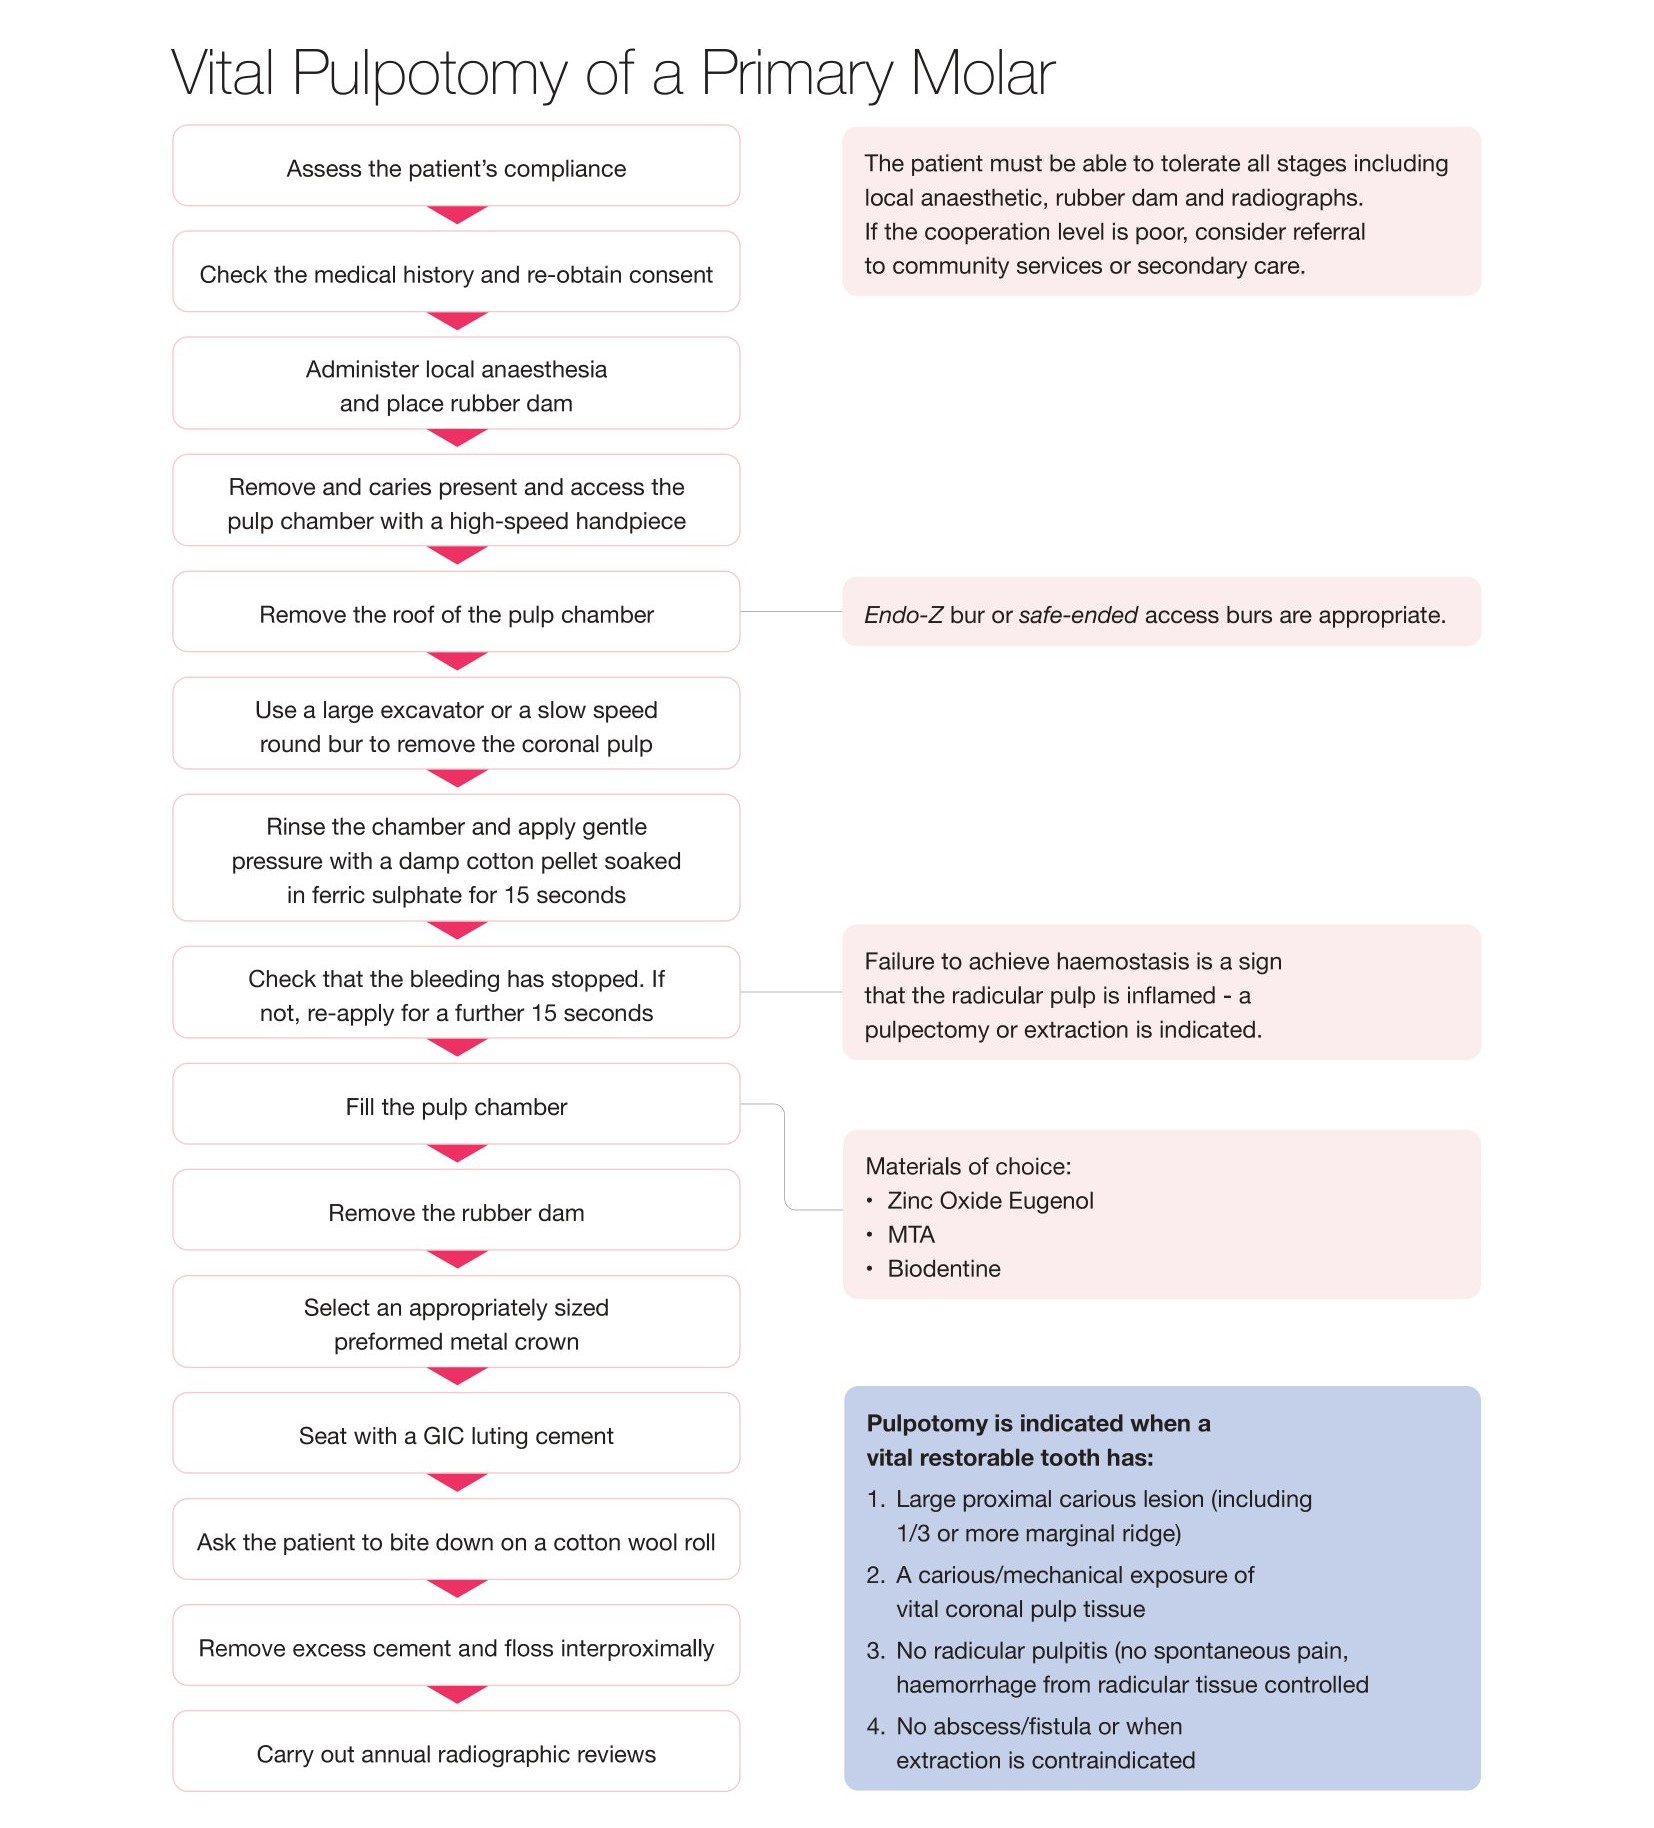 Vital Pulpotomy of a Primary Molar
Assess the patient’s compliance
The patient must be able to tolerate all stages including
local anaesthetic, rubber dam and radiographs.
If the cooperation level is poor, consider referral
to community services or secondary care.
Check the medical history and re-obtain consent
Administer local anaesthesia
and place rubber dam
Remove and caries present and access the
pulp chamber with a high-speed handpiece
Remove the roof of the pulp chamber
Endo-Z bur or safe-ended access burs are appropriate.
Use a large excavator or a slow speed
round bur to remove the coronal pulp
Rinse the chamber and apply gentle
pressure with a damp cotton pellet soaked
in ferric sulphate for 15 seconds
Check that the bleeding has stopped. If
not, re-apply for a further 15 seconds
Failure to achieve haemostasis is a sign
that the radicular pulp is inflamed - a
pulpectomy or extraction is indicated.
Fill the pulp chamber
Materials of choice:
• Zinc Oxide Eugenol
• MTA
• Biodentine
Remove the rubber dam
Select an appropriately sized
preformed metal crown
Seat with a GIC luting cement
Ask the patient to bite down on a cotton wool roll
Remove excess cement and floss interproximally
Carry out annual radiographic reviews
Pulpotomy is indicated when a
vital restorable tooth has:
1. Large proximal carious lesion (including
1/3 or more marginal ridge)
2. A carious/mechanical exposure of
vital coronal pulp tissue
3. No radicular pulpitis (no spontaneous pain,
haemorrhage from radicular tissue controlled
4. No abscess/fistula or when
extraction is contraindicated